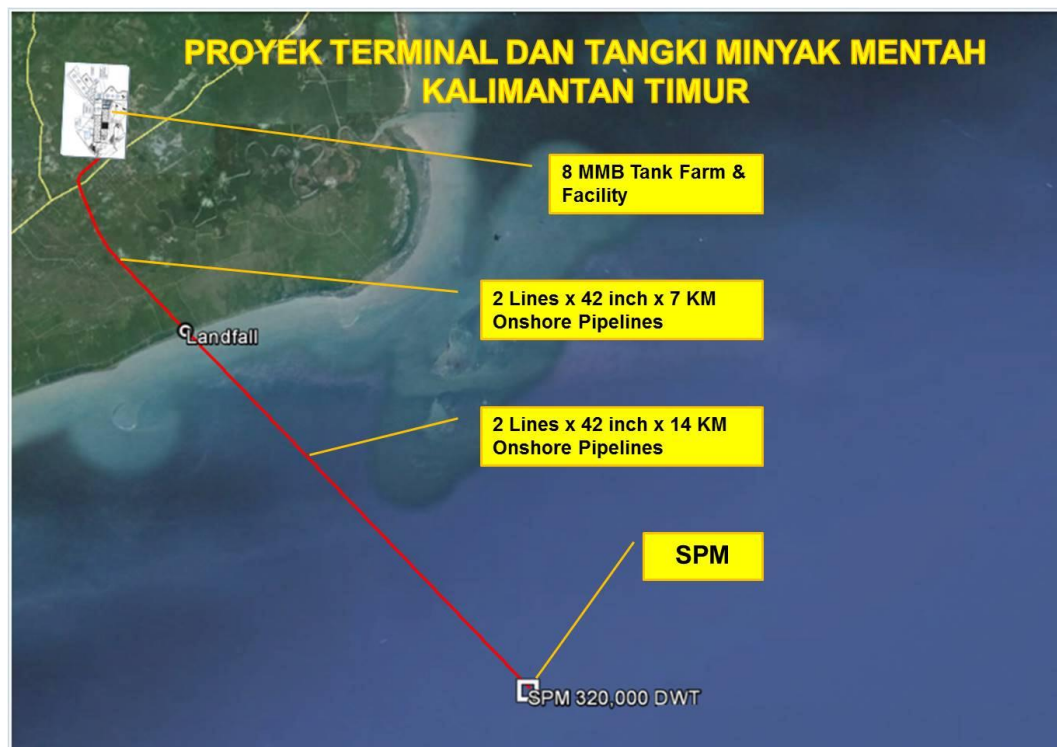 PROYEK TERMINAL DAN TANGKI MINYAK MENTAH
KALIMANTAN TIMUR
8 MMB Tank Farm &
Facility
2 Lines x 42 inch x 7 KM
Onshore Pipelines
Landfall
2 Lines x 42 inch x 14 KM
Onshore Pipelines
SPM
SPM 320,000 DWT